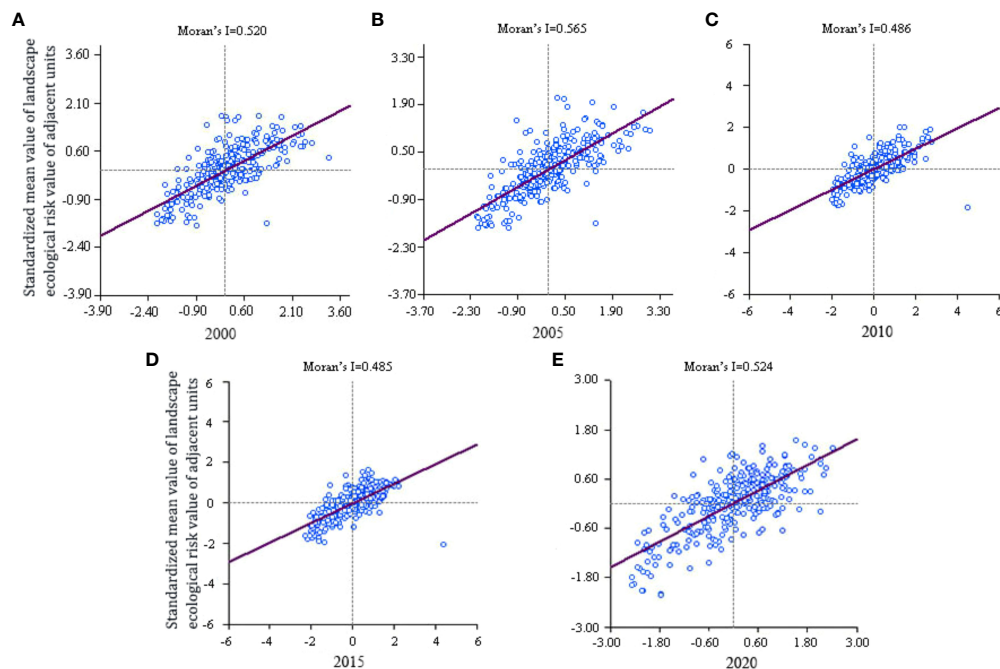 A
Moran's I=0.520
Standardized mean value of landscape
ecological risk value of adjacent units
3.60
2.10
0.60
-0.90
-2.40
-3.90
-3.90 -2.40 -0.90 0.60 2.10 3.60
2000
B
Moran's I=0.565
3.30
1.90
0.50
-0.90
-2.30
-3.70
-3.70 -2.30 -0.90 0.50 1.90 3.30
2005
C
Moran's I=0.486
6
4
2
0
-2
-4
-6
-6 -4 -2 0 2 4 6
2010
D
Moran's I=0.485
Standardized mean value of landscape
ecological risk value of adjacent units
6
4
2
0
-2
-4
-6
-6 -4 -2 0 2 4 6
2015
E
Moran's I=0.524
3.00
1.80
0.60
-0.60
-1.80
-3.00
-3.00 -1.80 -0.60 0.60 1.80 3.00
2020